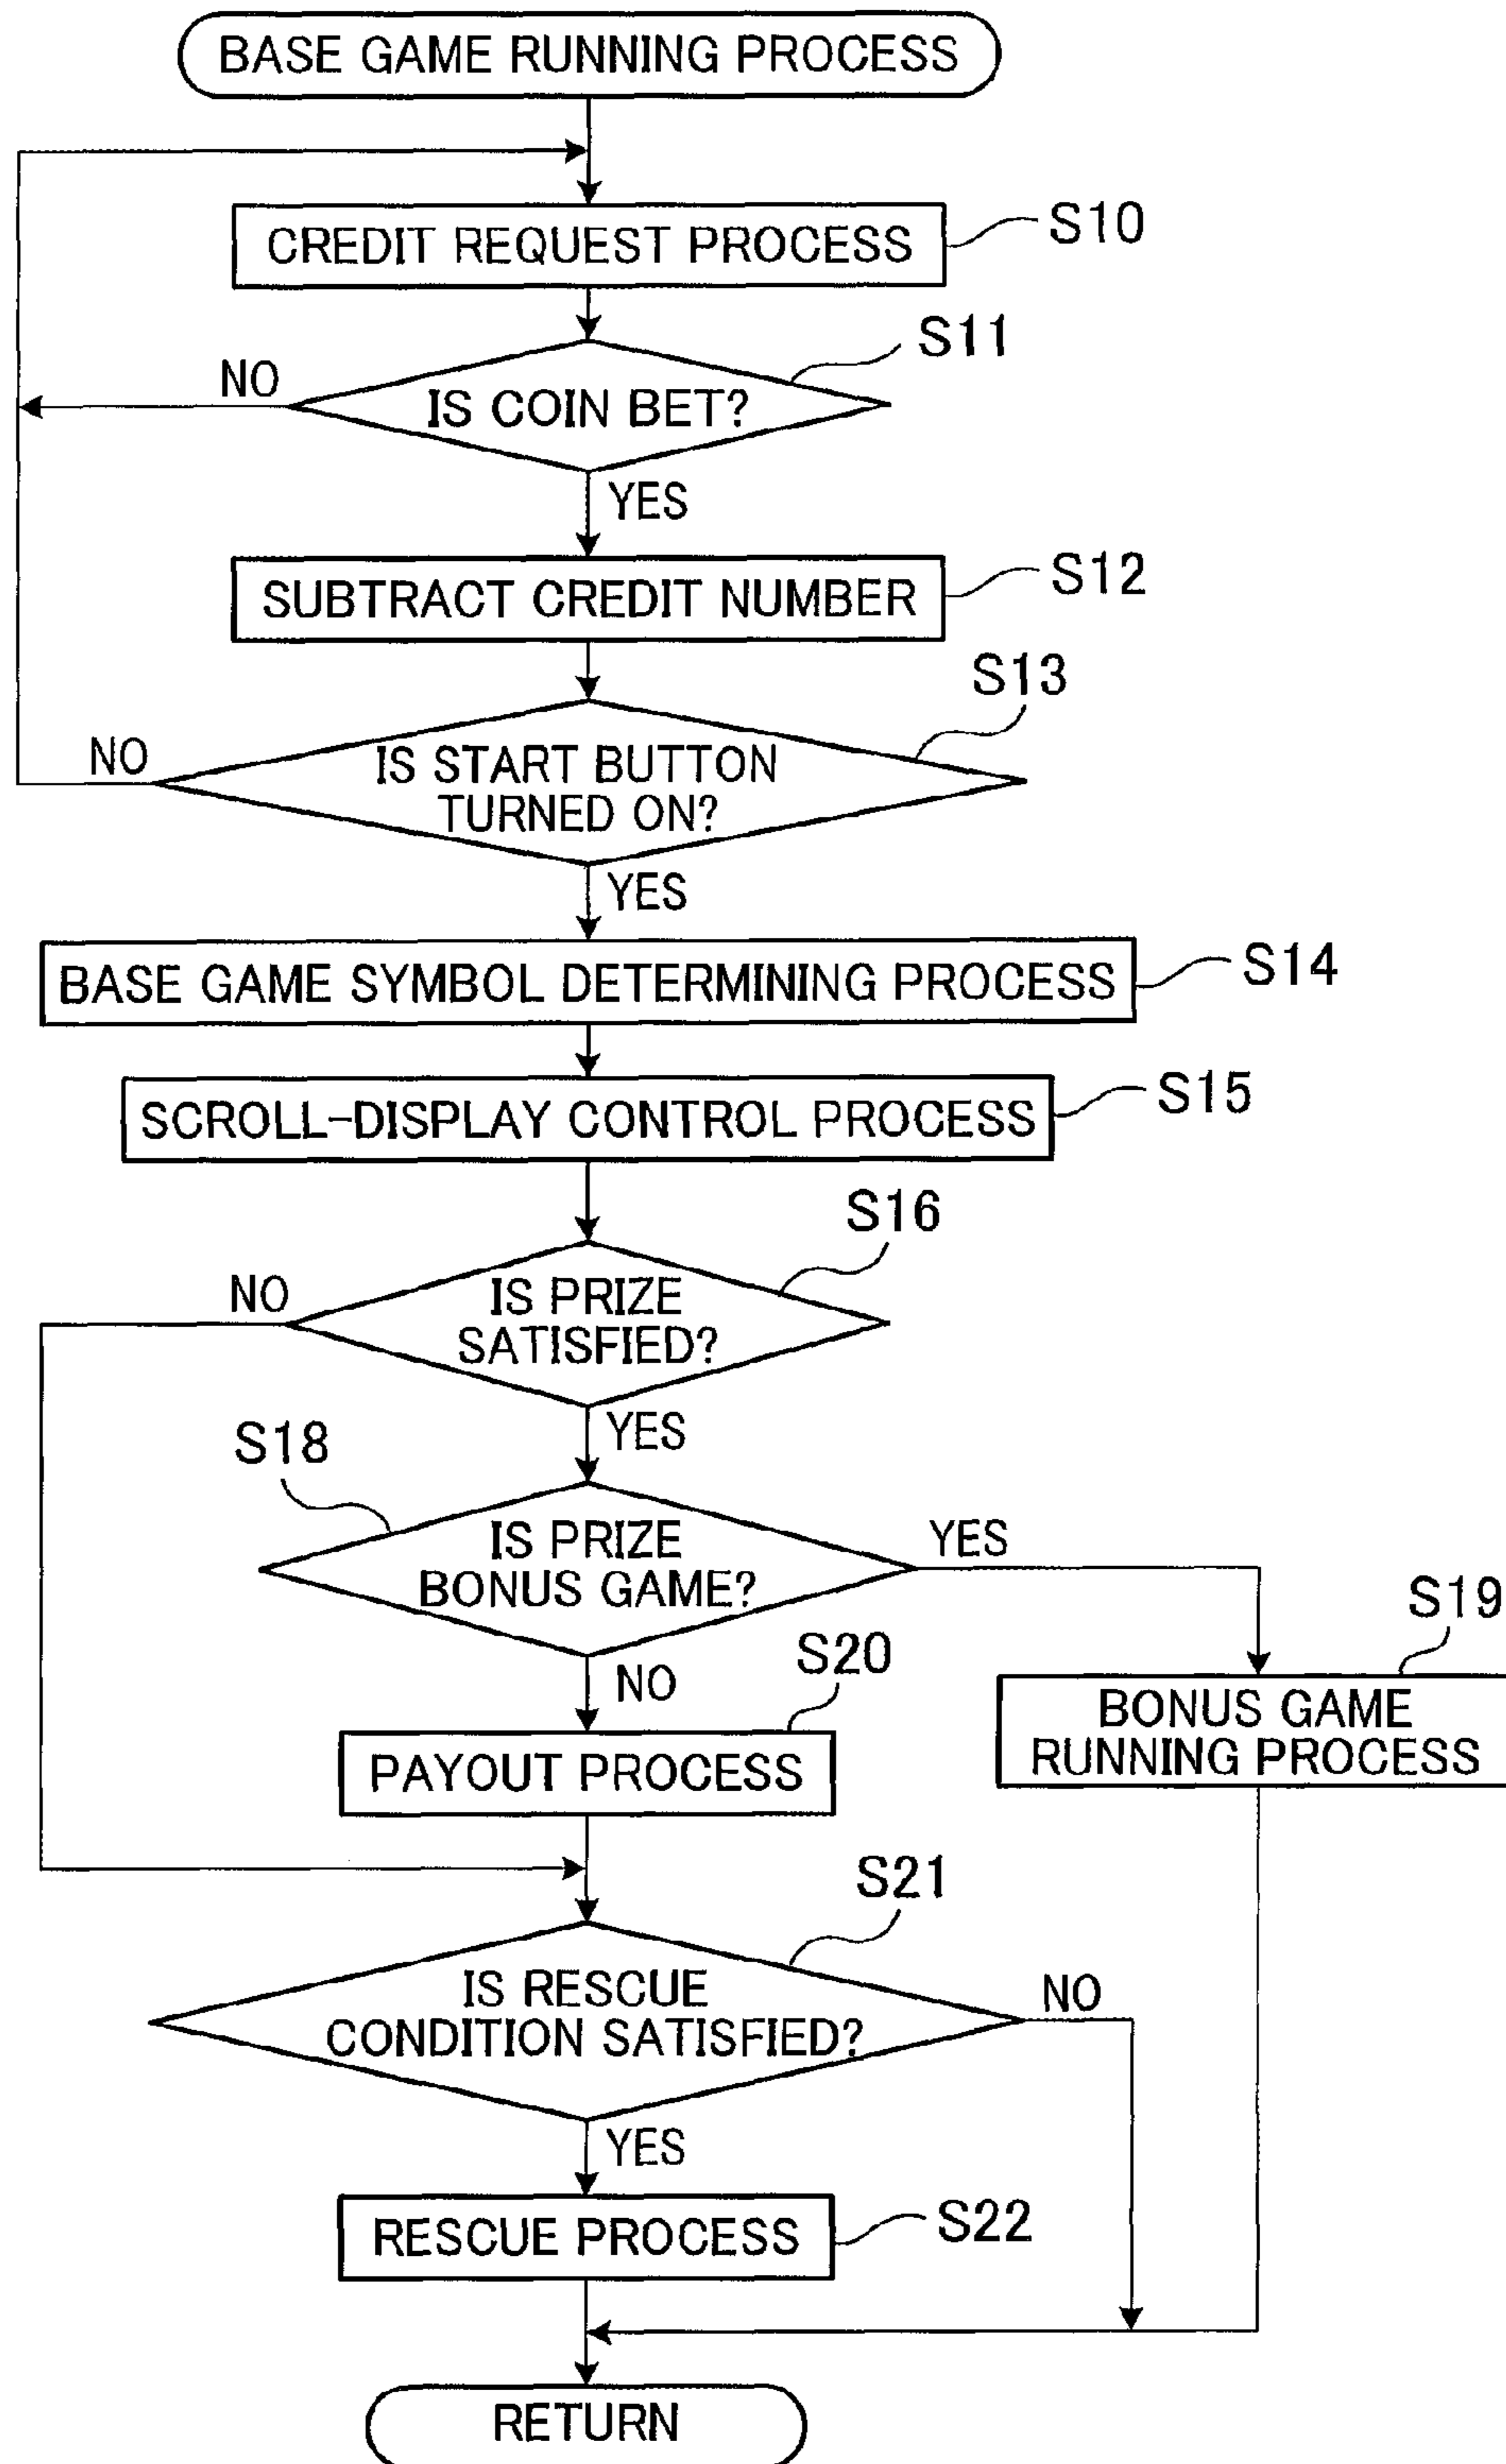 BASE GAME RUNNING PROCESS
CREDIT REQUEST PROCESS
S10
S11
NO
IS COIN BET?
YES
SUBTRACT CREDIT NUMBER
S12
S13
NO
IS START BUTTON
TURNED ON?
YES
BASE GAME SYMBOL DETERMINING PROCESS
S14
SCROLL-DISPLAY CONTROL PROCESS
S15
S16
NO
IS PRIZE
SATISFIED?
YES
S18
IS PRIZE
BONUS GAME?
YES
S19
NO
S20
BONUS GAME
RUNNING PROCESS
PAYOUT PROCESS
S21
IS RESCUE
CONDITION SATISFIED?
NO
YES
RESCUE PROCESS
S22
RETURN